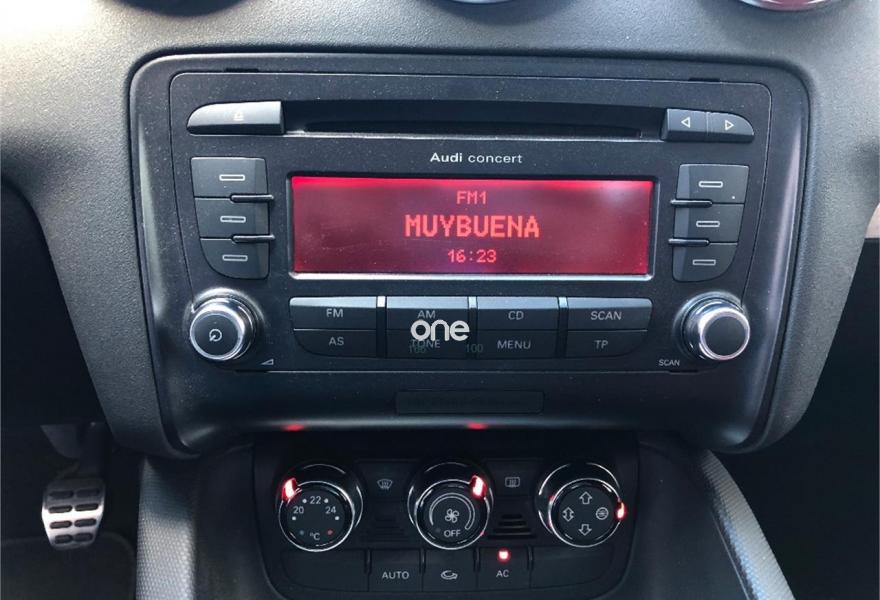 Audi concert
FM1
MUYBUENA
16:23
FM
AM
CD
SCAN
one
AS
TONE
MENU
TP
100
SCAN
20
22
24
°C
OFF
AUTO
AC